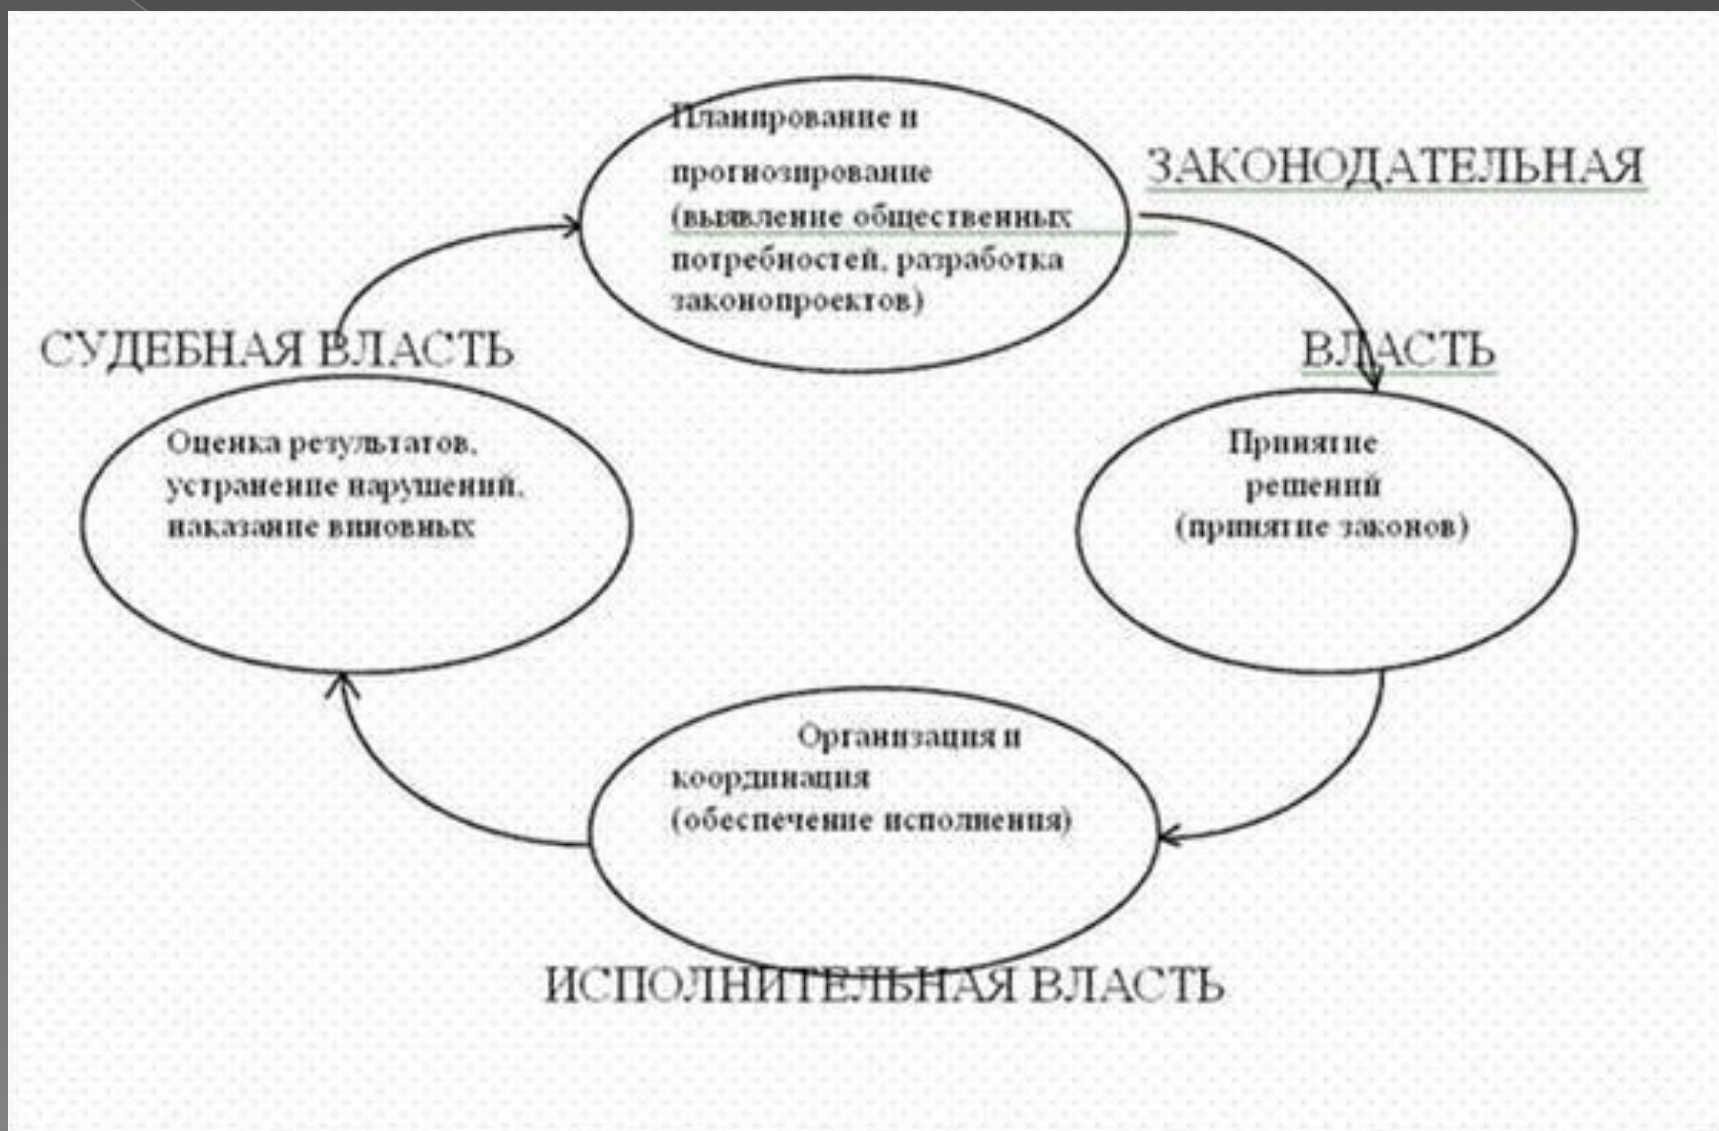 Планирование и
прогнозирование
(выявление общественных
потребностей, разработка
законопроектов)
ЗАКОНОДАТЕЛЬНАЯ
ВЛАСТЬ
Принятие
решений
(принятие законов)
Организация и
координация
(обеспечение исполнения)
ИСПОЛНИТЕЛЬНАЯ ВЛАСТЬ
СУДЕБНАЯ ВЛАСТЬ
Оценка результатов,
устранение нарушений,
наказание виновных